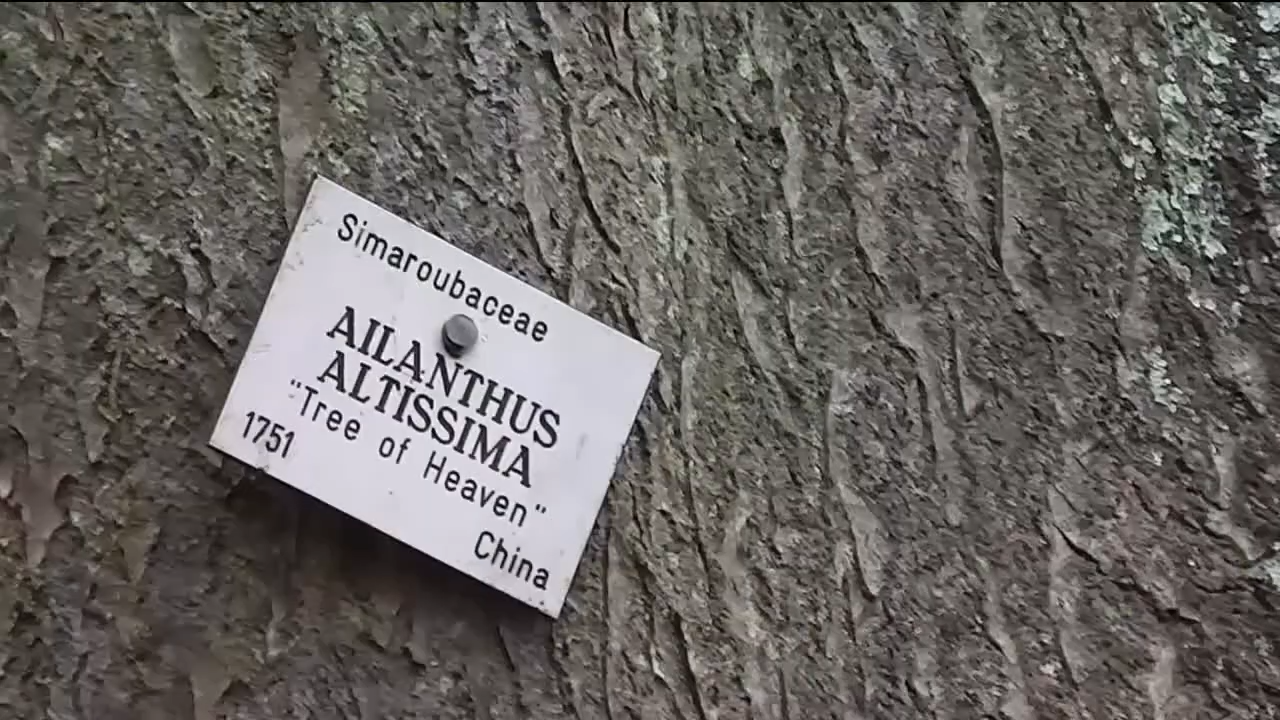 Simaroubaceae
AILANTHUS
ALTISSIMA
"Tree of Heaven"
1751
China